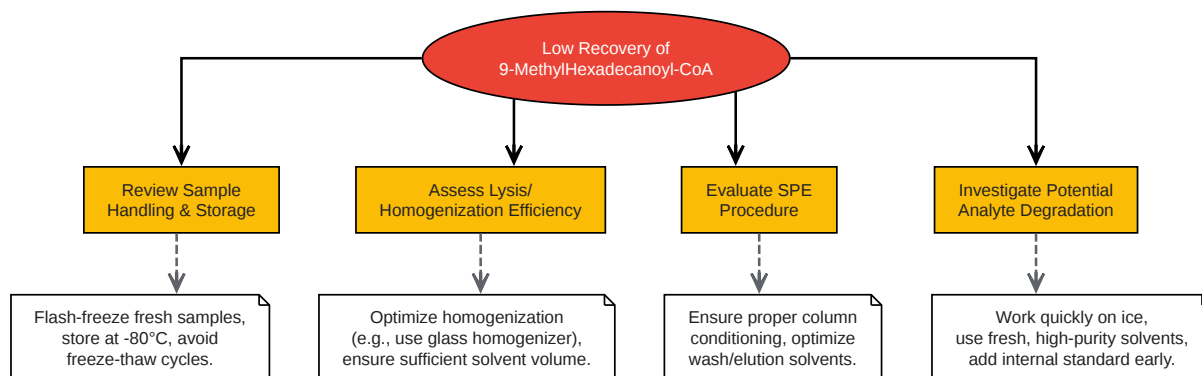 Low Recovery of
9-MethylHexadecanoyl-CoA
Review Sample
Handling & Storage
Assess Lysis/
Homogenization Efficiency
Evaluate SPE
Procedure
Investigate Potential
Analyte Degradation
Flash-freeze fresh samples,
store at -80°C, avoid
freeze-thaw cycles.
Optimize homogenization
(e.g., use glass homogenizer),
ensure sufficient solvent volume.
Ensure proper column
conditioning, optimize
wash/elution solvents.
Work quickly on ice,
use fresh, high-purity solvents,
add internal standard early.